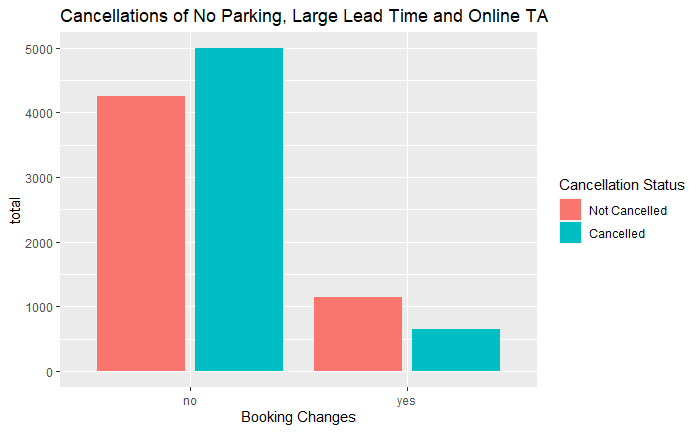 Cancellations of No Parking, Large Lead Time and Online TA
5000
4000
3000
2000
1000
0
total
no
yes
Booking Changes
Cancellation Status
Not Cancelled
Cancelled